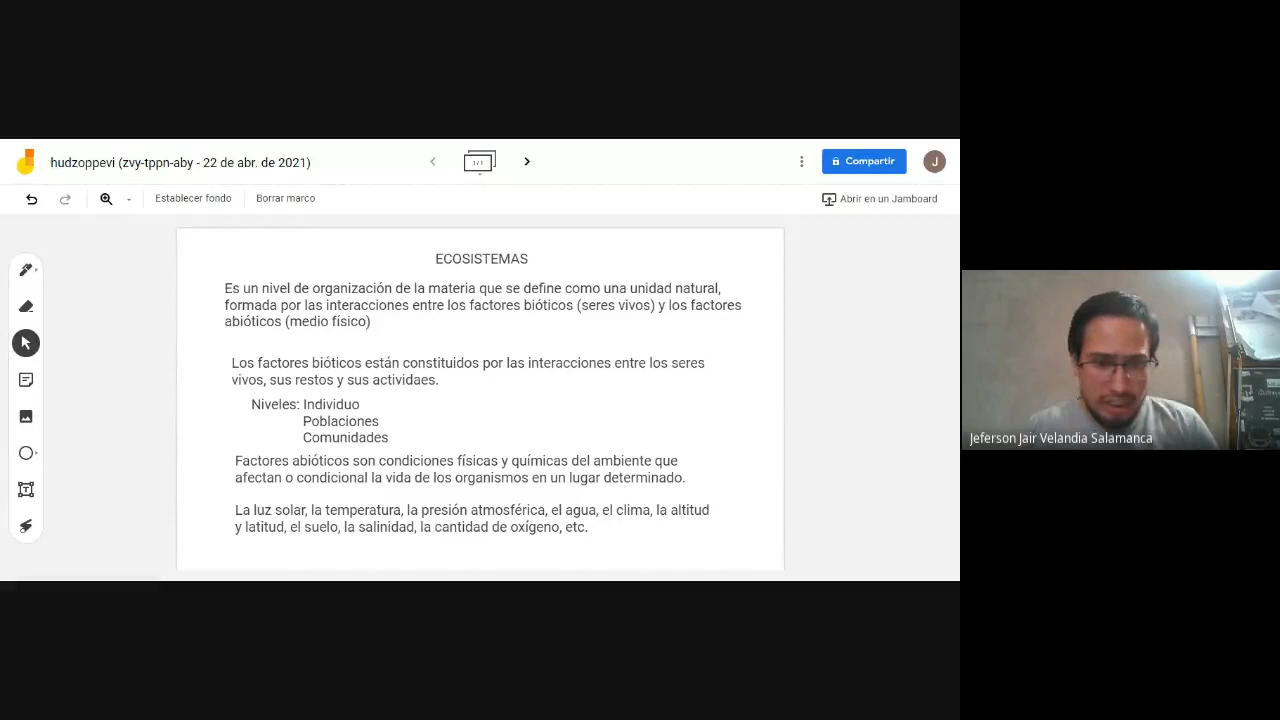 hudzoppevi (zvy-tppn-aby - 22 de abr. de 2021)
1/1
Compartir
J
Establecer fondo
Borrar marco
Abrir en un Jamboard
ECOSISTEMAS
Es un nivel de organización de la materia que se define como una unidad natural,
formada por las interacciones entre los factores bióticos (seres vivos) y los factores
abióticos (medio físico)
Los factores bióticos están constituidos por las interacciones entre los seres
vivos, sus restos y sus actividaes.
Niveles: Individuo
Poblaciones
Comunidades
Factores abióticos son condiciones físicas y químicas del ambiente que
afectan o condicional la vida de los organismos en un lugar determinado.
La luz solar, la temperatura, la presión atmosférica, el agua, el clima, la altitud
y latitud, el suelo, la salinidad, la cantidad de oxígeno, etc.
Jeferson Jair Velandia Salamanca